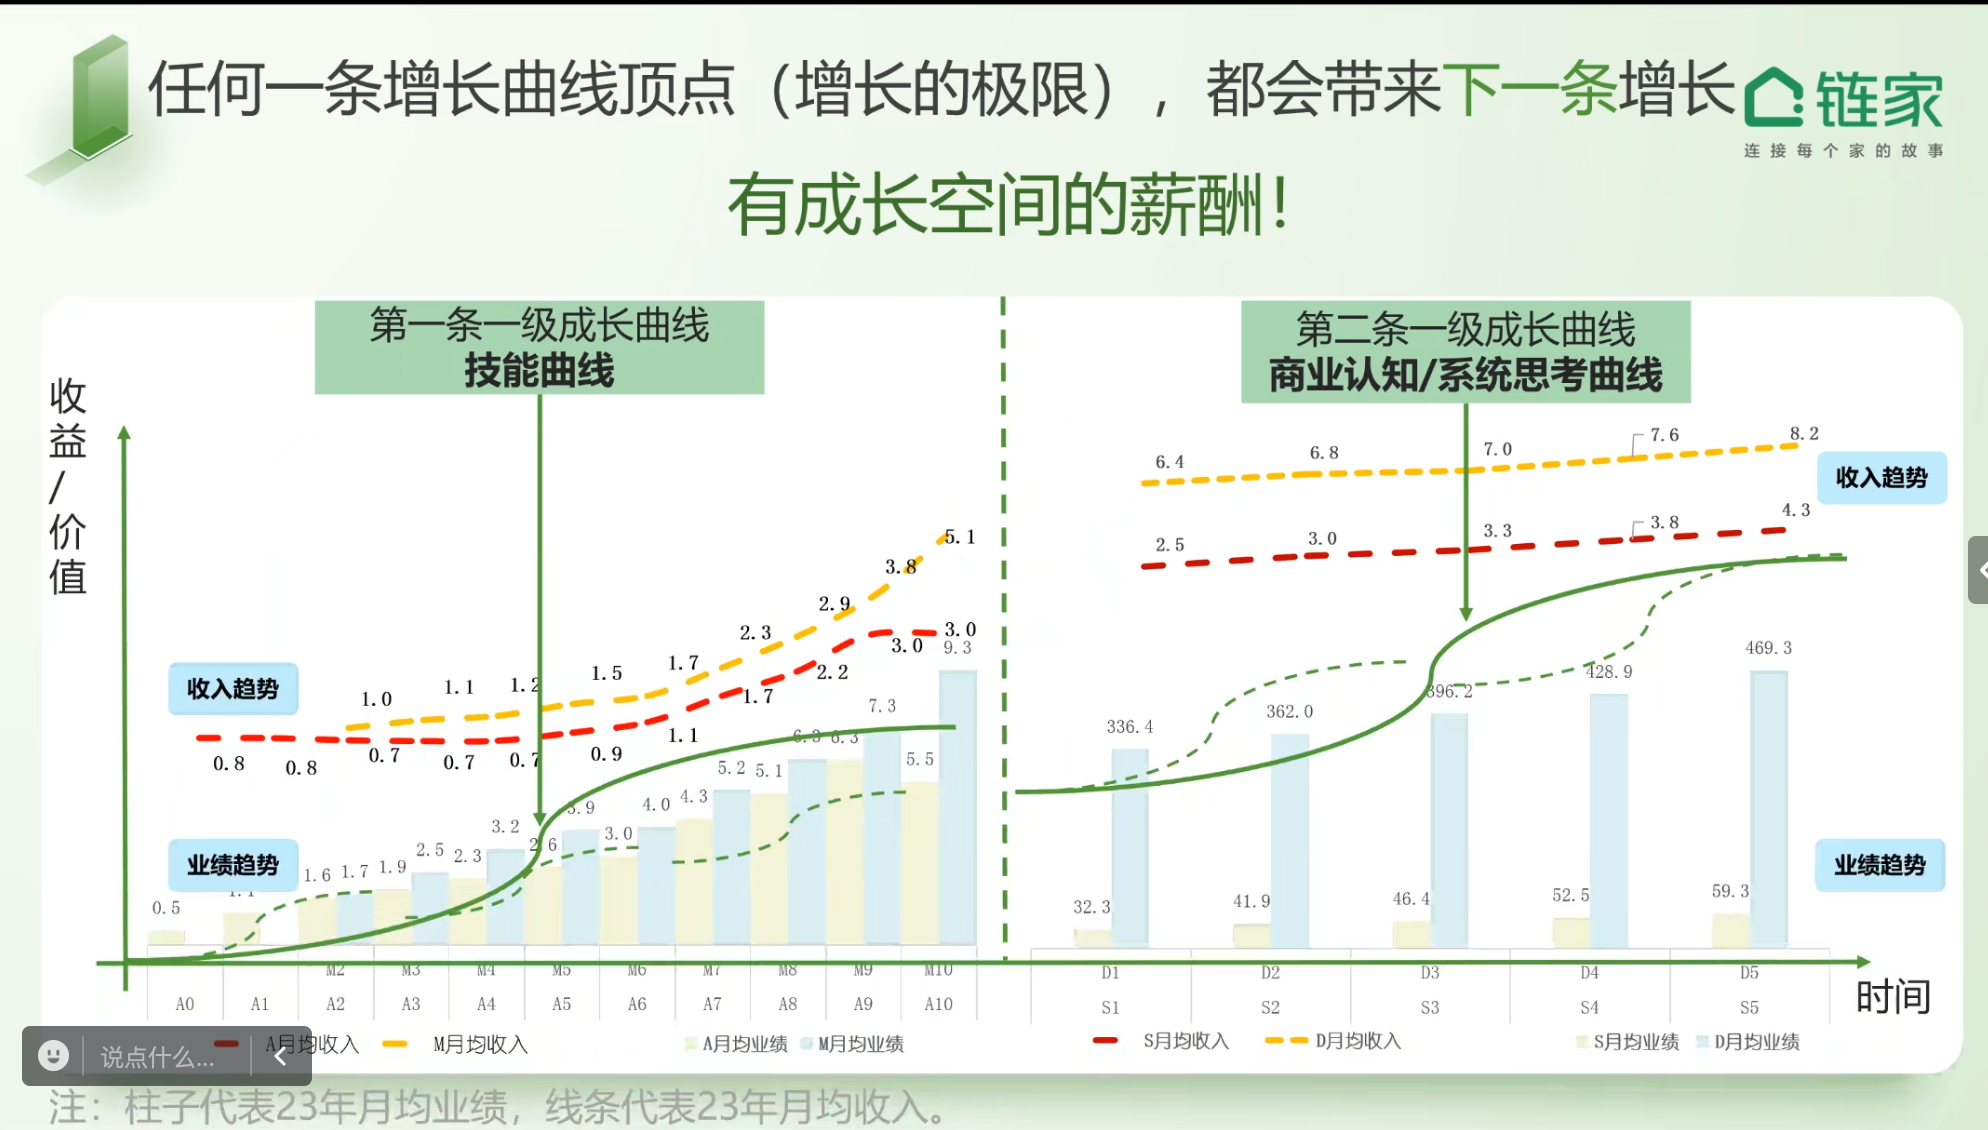 任何一条增长曲线顶点（增长的极限），都会带来下一条增长
链家
连接每个家的故事
有成长空间的薪酬！
第一条一级成长曲线
技能曲线
第二条一级成长曲线
商业认知/系统思考曲线
收益/价值
6.4 6.8 7.0 7.6 8.2
收入趋势
2.5 3.0 3.3 3.8 4.3
1.0 1.1 1.2 1.5 1.7 2.3 2.9 3.8 5.1
收入趋势
0.8 0.8 0.7 0.7 0.7 0.9 1.1 1.7 2.2 3.0 3.0
业绩趋势
0.5 1.1 1.6 1.7 1.9 2.5 2.3 3.2 2.6 3.9 3.0 4.0 4.3 5.2 5.1 6.3 6.3 7.3 5.5 9.3
336.4 362.0 396.2 428.9 469.3
业绩趋势
32.3 41.9 46.4 52.5 59.3
M2 M3 M4 M5 M6 M7 M8 M9 M10
A0 A1 A2 A3 A4 A5 A6 A7 A8 A9 A10
D1 D2 D3 D4 D5
S1 S2 S3 S4 S5
时间
A月均收入 M月均收入 A月均业绩 M月均业绩
S月均收入 D月均收入 S月均业绩 D月均业绩
说点什么...
注：柱子代表23年月均业绩，线条代表23年月均收入。